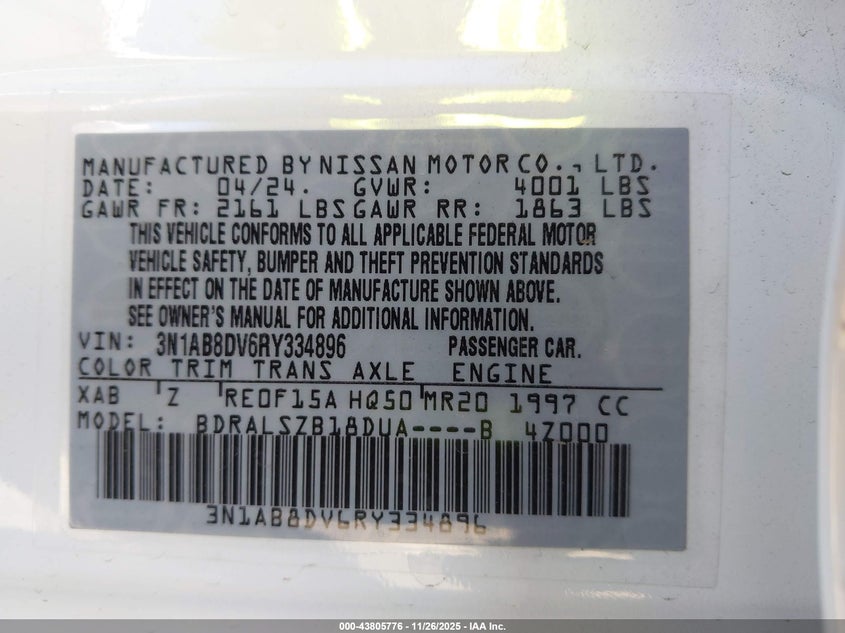 MANUFACTURED BY NISSAN MOTOR CO., LTD.
DATE: 04/24. GVWR: 4001 LBS
GAWR FR: 2161 LBS GAWR RR: 1863 LBS
THIS VEHICLE CONFORMS TO ALL APPLICABLE FEDERAL MOTOR
VEHICLE SAFETY, BUMPER AND THEFT PREVENTION STANDARDS
IN EFFECT ON THE DATE OF MANUFACTURE SHOWN ABOVE.
SEE OWNER'S MANUAL FOR ADDITIONAL INFORMATION.
VIN: 3N1AB8DV6RY334896 PASSENGER CAR.
COLOR TRIM TRANS AXLE ENGINE
XAB Z RE0F15A HQ50 MR20 1997 CC
MODEL: BDRALSZB18DUA----B 4Z000
3N1AB8DV6RY334896
000-43805776 - 11/26/2025 - IAA Inc.